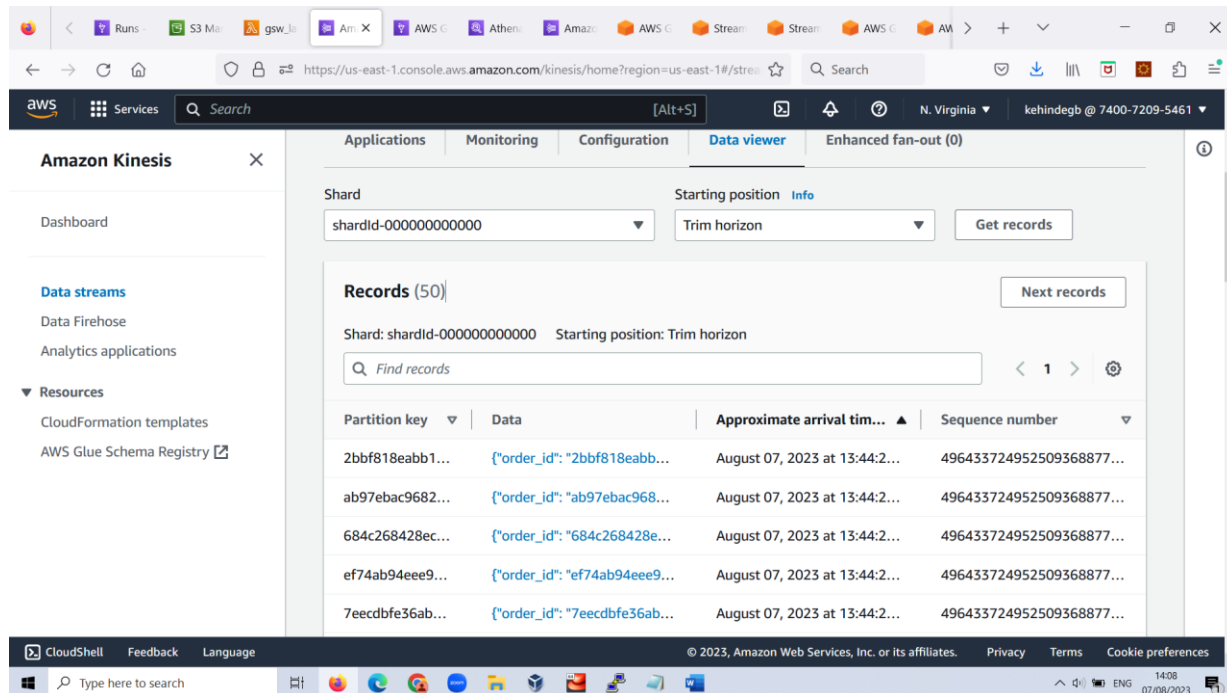 Runs -
S3 Ma
gsw_la
Am
AWS G
Athen
Amazo
AWS G
Stream
Stream
AWS G
AW
https://us-east-1.console.aws.amazon.com/kinesis/home?region=us-east-1#/strea
Search
aws
Services
Search
[Alt+S]
N. Virginia
kehindegb @ 7400-7209-5461
Amazon Kinesis
Dashboard
Data streams
Data Firehose
Analytics applications
Resources
CloudFormation templates
AWS Glue Schema Registry
Applications Monitoring Configuration Data viewer Enhanced fan-out (0)
Shard Starting position Info
shardId-000000000000 Trim horizon Get records
Records (50) Next records
Shard: shardId-000000000000 Starting position: Trim horizon
Find records 1
Partition key Data Approximate arrival tim... Sequence number
2bbf818eabb1... {"order_id": "2bbf818eabb... August 07, 2023 at 13:44:2...496433724952509368877...
ab97ebac9682... {"order_id": "ab97ebac968... August 07, 2023 at 13:44:2... 496433724952509368877...
684c268428ec... {"order_id": "684c268428e... August 07, 2023 at 13:44:2... 496433724952509368877...
ef74ab94eee9... {"order_id": "ef74ab94eee9... August 07, 2023 at 13:44:2... 496433724952509368877...
7eecdbfe36ab... {"order_id": "7eecdbfe36ab... August 07, 2023 at 13:44:2... 496433724952509368877...
CloudShell Feedback Language © 2023, Amazon Web Services, Inc. or its affiliates. Privacy Terms Cookie preferences
Type here to search
ENG
14:08
07/08/2023